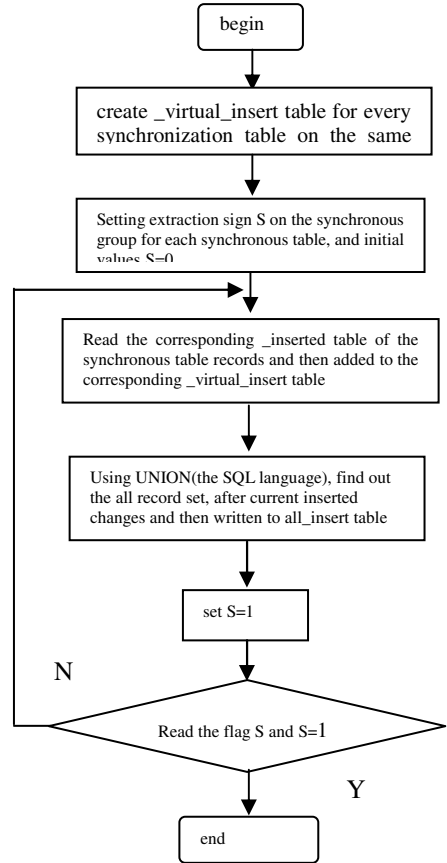 begin
create _virtual_insert table for every
synchronization table on the same
Setting extraction sign S on the synchronous
group for each synchronous table, and initial
values S=0
Read the corresponding _inserted table of the
synchronous table records and then added to the
corresponding _virtual_insert table
Using UNION(the SQL language), find out
the all record set, after current inserted
changes and then written to all_insert table
set S=1
N
Read the flag S and S=1
Y
end